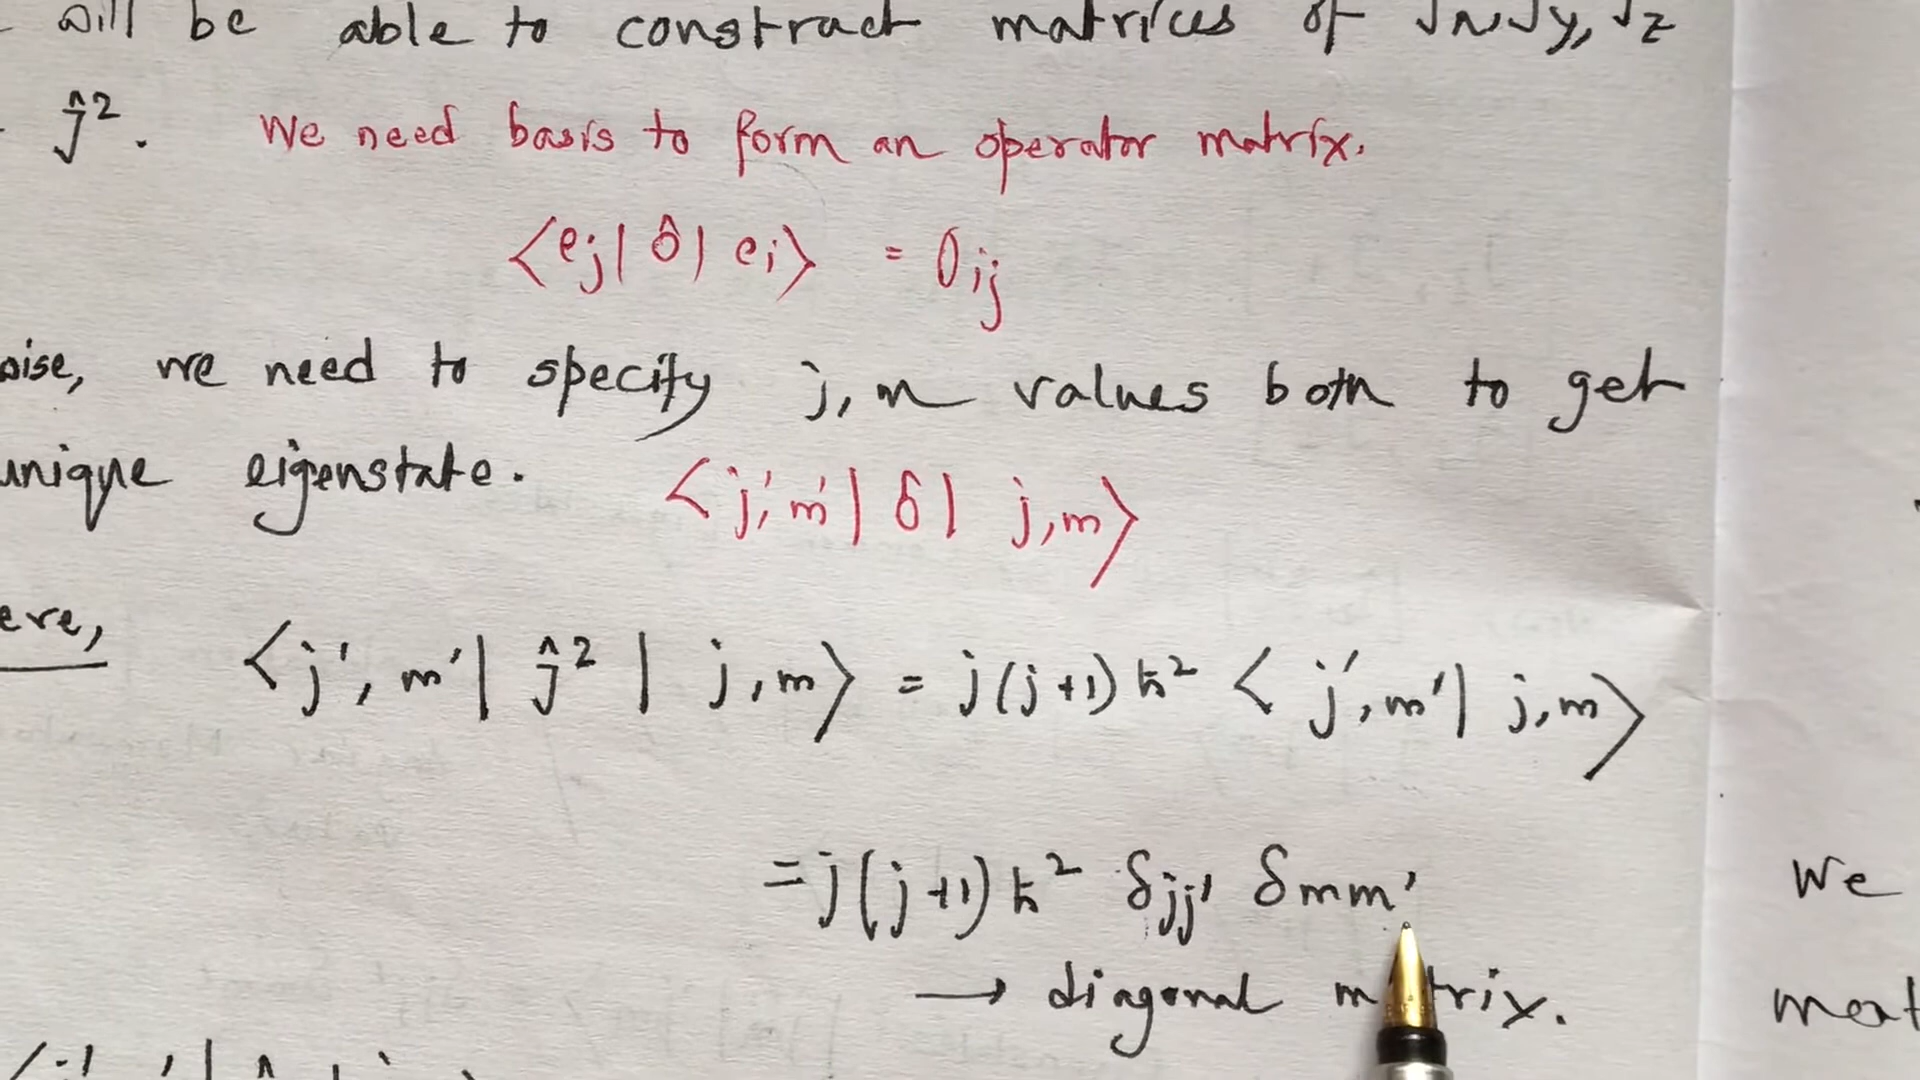 will be able to construct matrices of Jx, Jy, Jz
Ĵ². We need basis to form an operator matrix.
⟨ej| ô | ei⟩ = Oij
wise, we need to specify j, m values both to get
unique eigenstate. ⟨j′, m′| ô | j, m⟩
ere, ⟨j′, m′| ĵ² | j, m⟩ = j(j+1) ħ² ⟨j′, m′| j, m⟩
= j(j+1) ħ² δjj′ δmm′
→ diagonal matrix.
We
mat